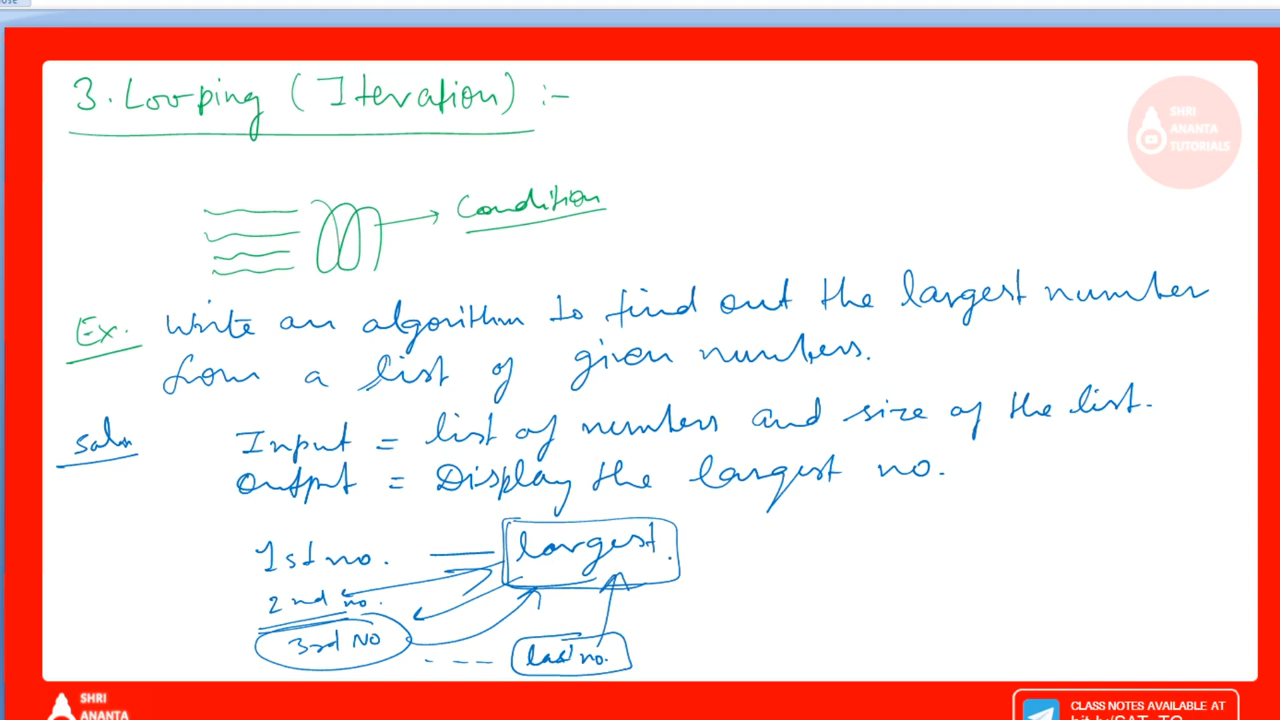 3. Looping (Iteration) :-
SHRI
ANANTA
TUTORIALS
Condition
Ex. Write an algorithm to find out the largest number
from a list of given numbers.
Soln Input = list of numbers and size of the list.
Output = Display the largest no.
1st no. — largest.
2nd no.
3rd NO
---- last no.
SHRI
ANANTA
CLASS NOTES AVAILABLE AT